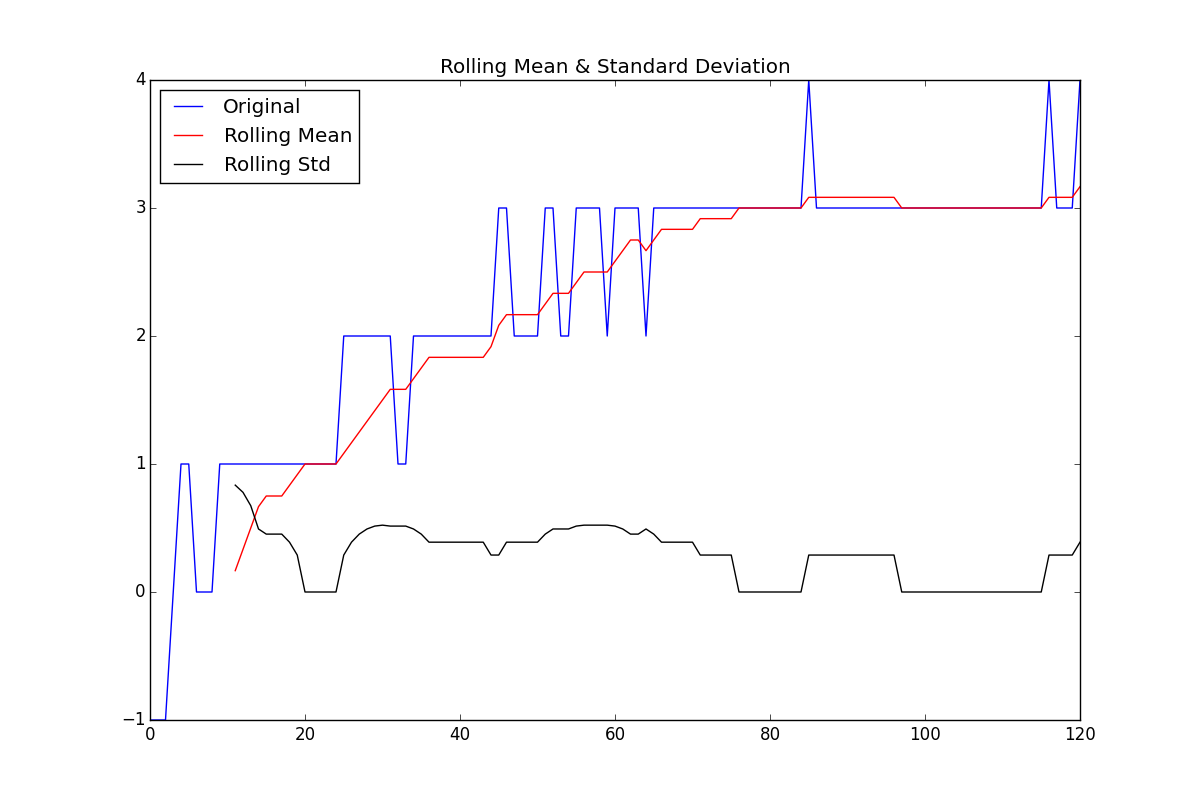 Rolling Mean & Standard Deviation
Original
Rolling Mean
Rolling Std
4
3
2
1
0
−1
0 20 40 60 80 100 120